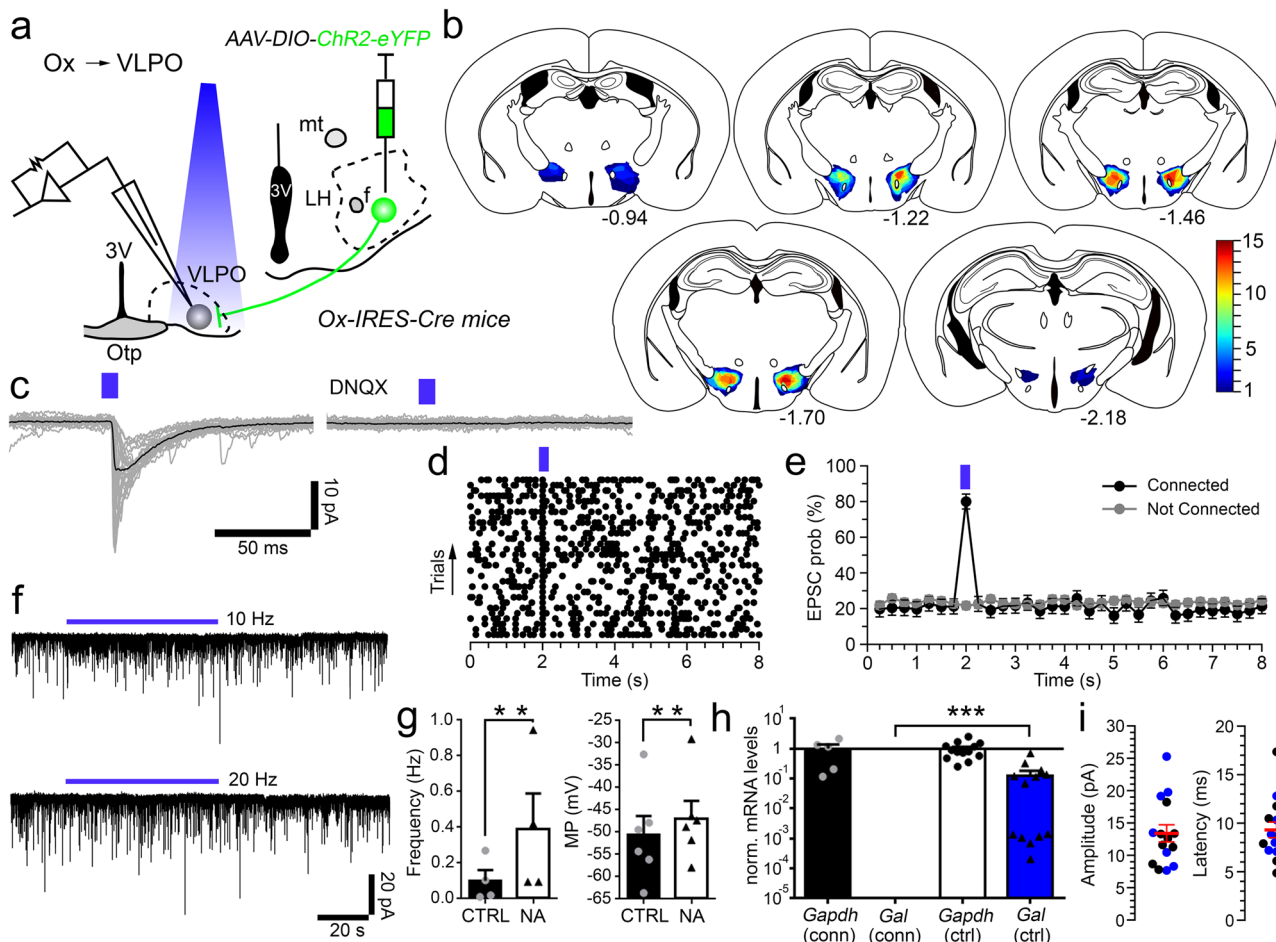 a
AAV-DIO-ChR2-eYFP
Ox → VLPO
mt
3V
LH
f
3V
VLPO
Otp
Ox-IRES-Cre mice
b
-0.94
-1.22
-1.46
-1.70
-2.18
15
10
5
1
c
DNQX
10 pA
50 ms
d
Trials
0 2 4 6 8
Time (s)
e
EPSC prob (%)
100
80
60
40
20
0
Connected
Not Connected
0 1 2 3 4 5 6 7 8
Time (s)
f
10 Hz
20 Hz
20 pA
20 s
g
Frequency (Hz)
1.0
0.8
0.6
0.4
0.2
0.0
* *
CTRL NA
MP (mV)
-25
-30
-35
-40
-45
-50
-55
-60
-65
* *
CTRL NA
h
norm. mRNA levels
10
1
10-1
10-2
10-3
10-4
10-5
***
Gapdh (conn)
Gal (conn)
Gapdh (ctrl)
Gal (ctrl)
i
Amplitude (pA)
30
25
20
15
10
5
0
Latency (ms)
20
15
10
5
0